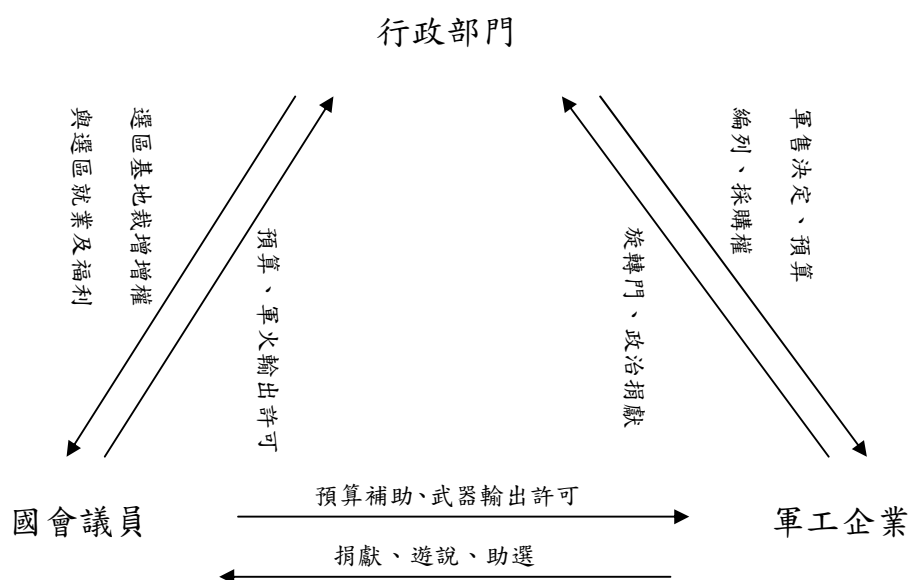 行政部門
選區基地裁增增權
與選區就業及福利
預算、軍火輸出許可
軍售決定、預算
編列、採購權
旋轉門、政治捐獻
國會議員
預算補助、武器輸出許可
軍工企業
捐獻、遊說、助選